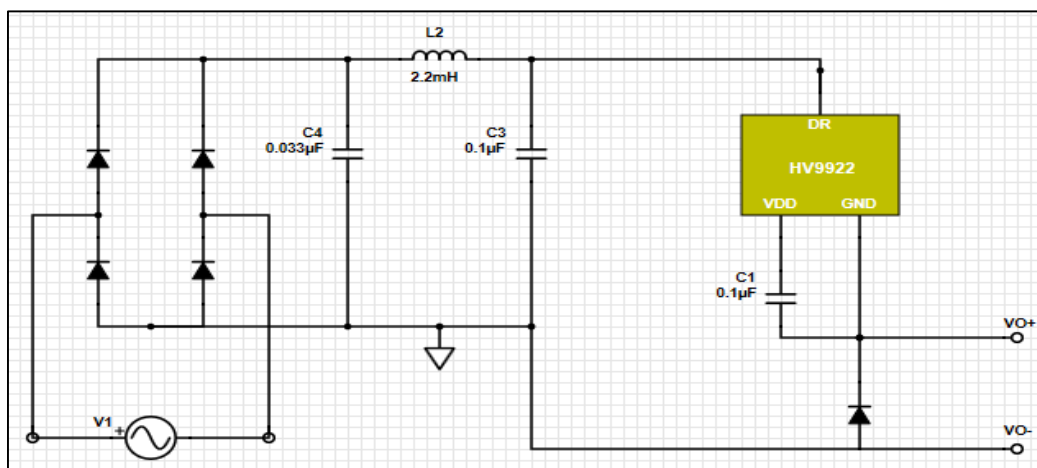 L2
2.2mH
C4
0.033µF
C3
0.1µF
DR
HV9922
VDD GND
C1
0.1µF
VO+
V1
+
VO-